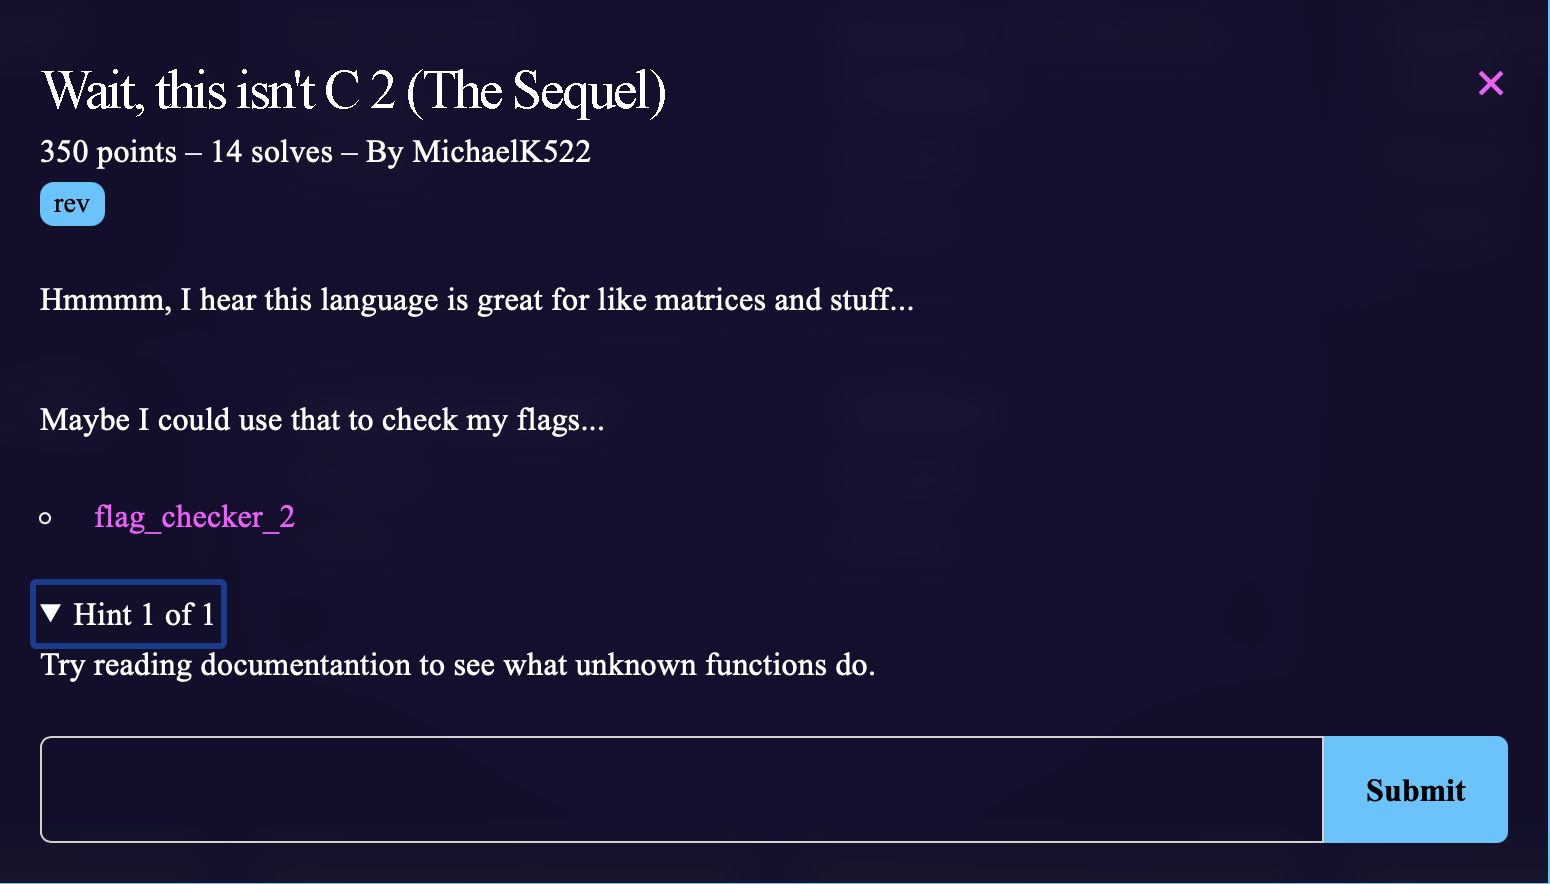 Wait, this isn't C 2 (The Sequel)
350 points – 14 solves – By MichaelK522
rev
Hmmmm, I hear this language is great for like matrices and stuff...
Maybe I could use that to check my flags...
flag_checker_2
Hint 1 of 1
Try reading documentantion to see what unknown functions do.
Submit